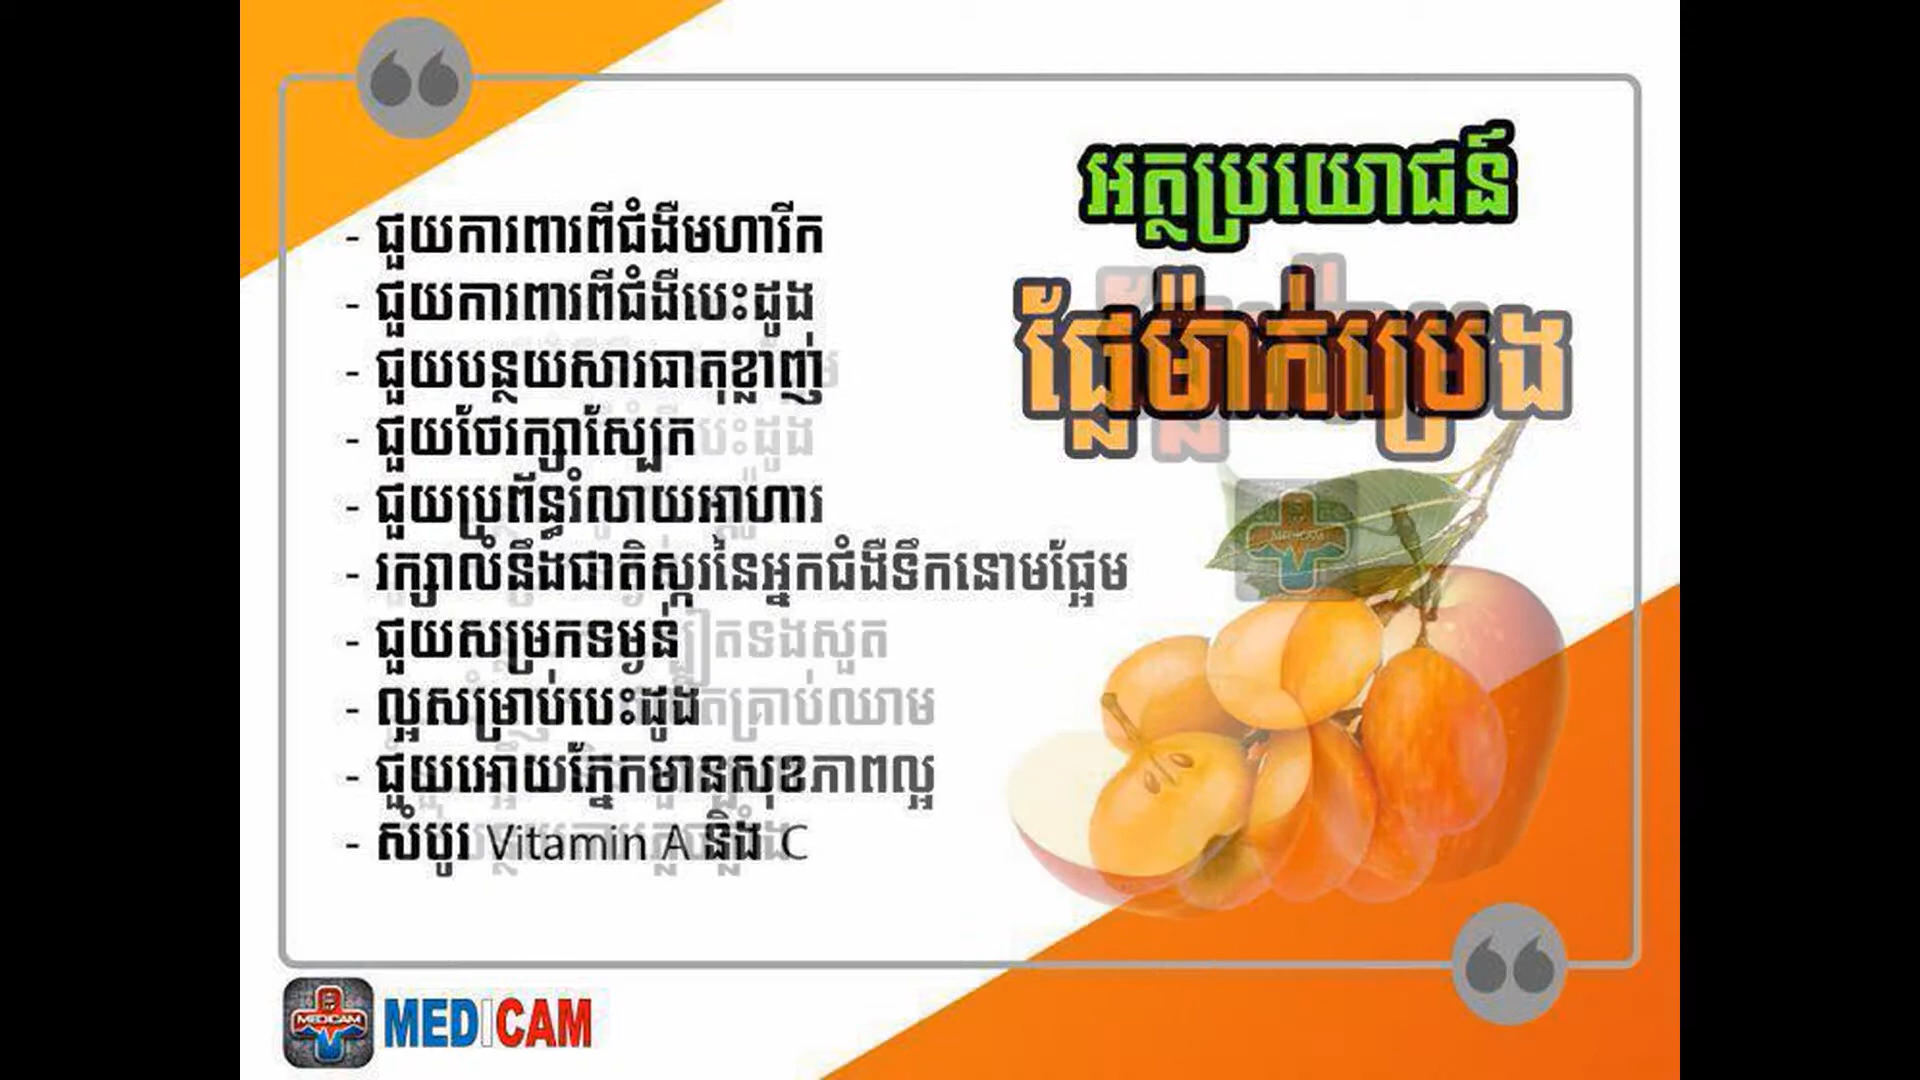 អត្ថប្រយោជន៍
ផ្លែម៉្លាក់ប្រេង
- ជួយការពារពីជំងឺមហារីក
- ជួយការពារពីជំងឺបេះដូង
- ជួយបន្ថយសារធាតុខ្លាញ់
- ជួយថែរក្សាស្បែក
- ជួយប្រព័ន្ធរំលាយអាហារ
- រក្សាលំនឹងជាតិស្ករនៃអ្នកជំងឺទឹកនោមផ្អែម
- ជួយសម្រកទម្ងន់
- ល្អសម្រាប់បេះដូង
- ជួយអោយភ្នែកមានសុខភាពល្អ
- សំបូរ Vitamin A និង C
MEDICAM
MEDICAM